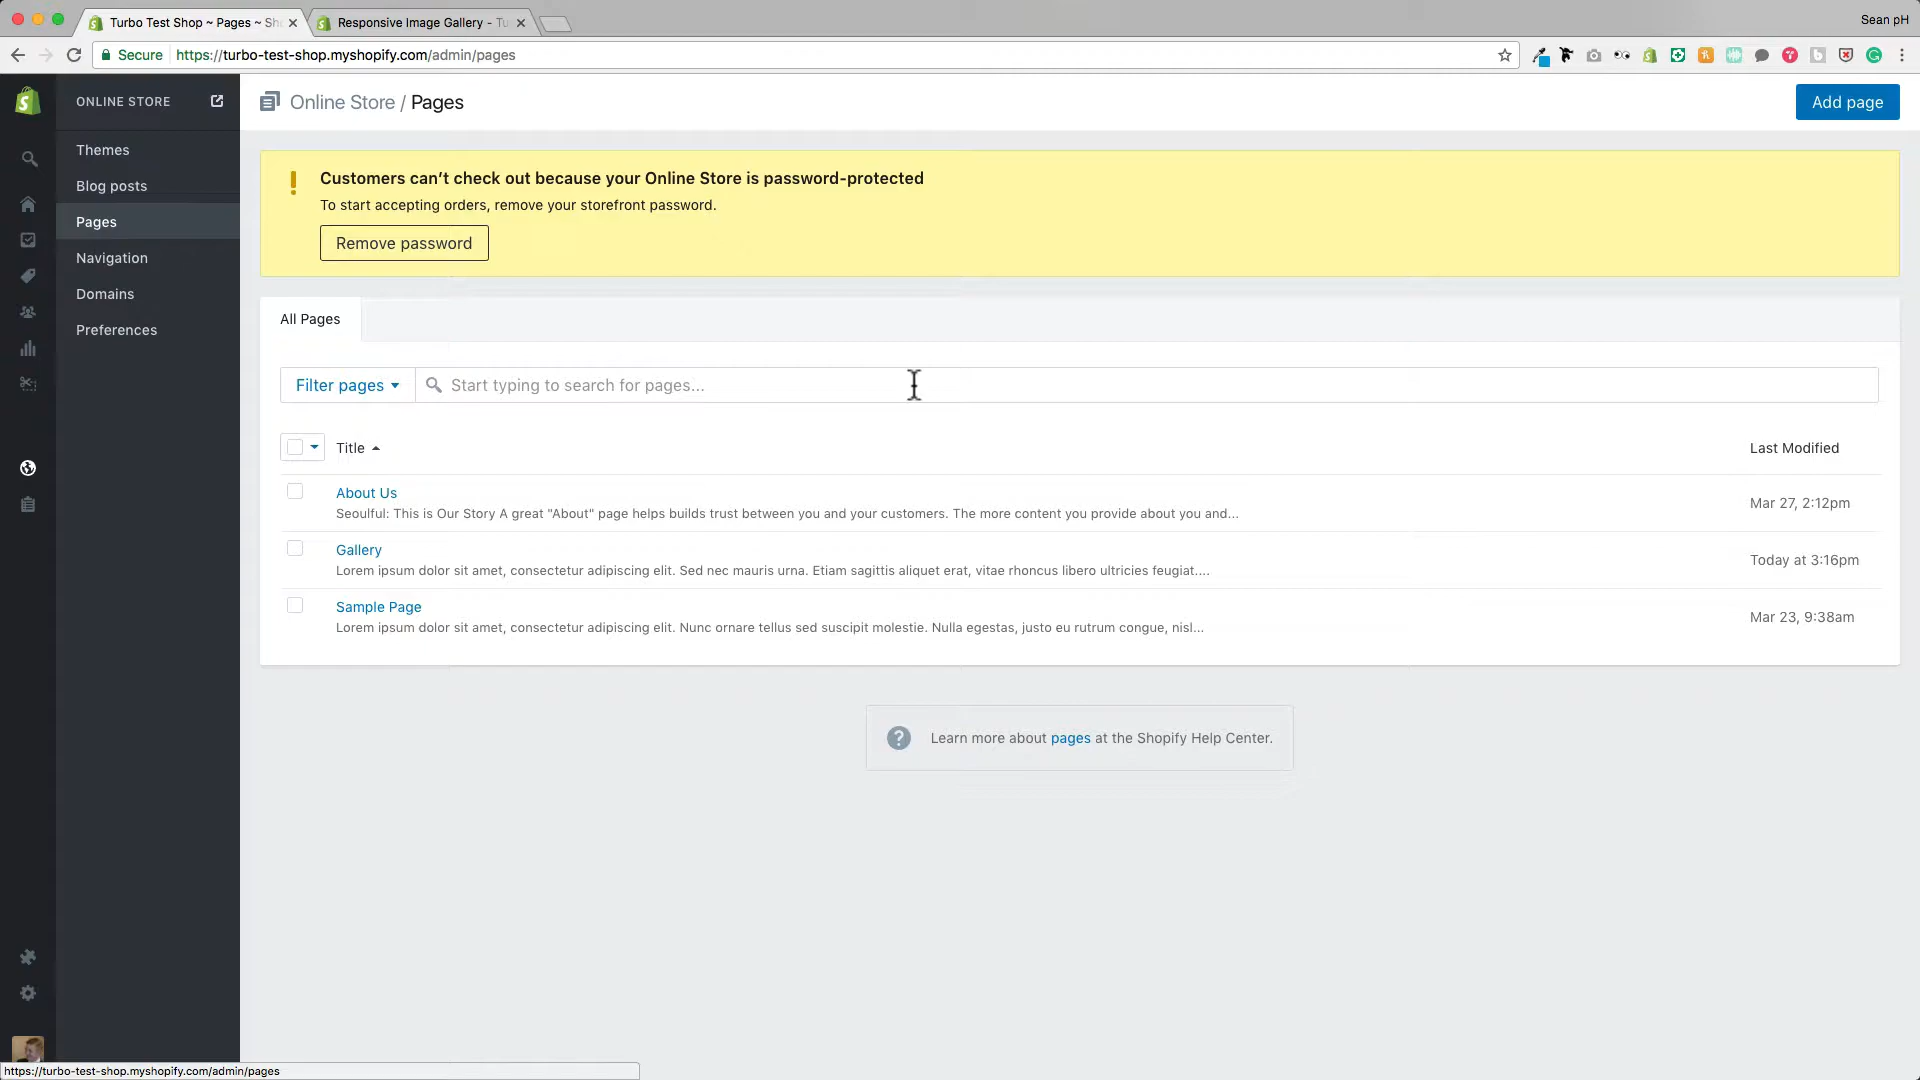 Turbo Test Shop ~ Pages ~ Sh
Responsive Image Gallery - Tu
Sean pH
Secure
https://turbo-test-shop.myshopify.com/admin/pages
ONLINE STORE
Online Store / Pages
Add page
Themes
Blog posts
Pages
Navigation
Domains
Preferences
Customers can’t check out because your Online Store is password-protected
To start accepting orders, remove your storefront password.
Remove password
All Pages
Filter pages
Start typing to search for pages...
Title
Last Modified
About Us
Seoulful: This is Our Story A great "About" page helps builds trust between you and your customers. The more content you provide about you and...
Mar 27, 2:12pm
Gallery
Lorem ipsum dolor sit amet, consectetur adipiscing elit. Sed nec mauris urna. Etiam sagittis aliquet erat, vitae rhoncus libero ultricies feugiat....
Today at 3:16pm
Sample Page
Lorem ipsum dolor sit amet, consectetur adipiscing elit. Nunc ornare tellus sed suscipit molestie. Nulla egestas, justo eu rutrum congue, nisl...
Mar 23, 9:38am
Learn more about pages at the Shopify Help Center.
https://turbo-test-shop.myshopify.com/admin/pages